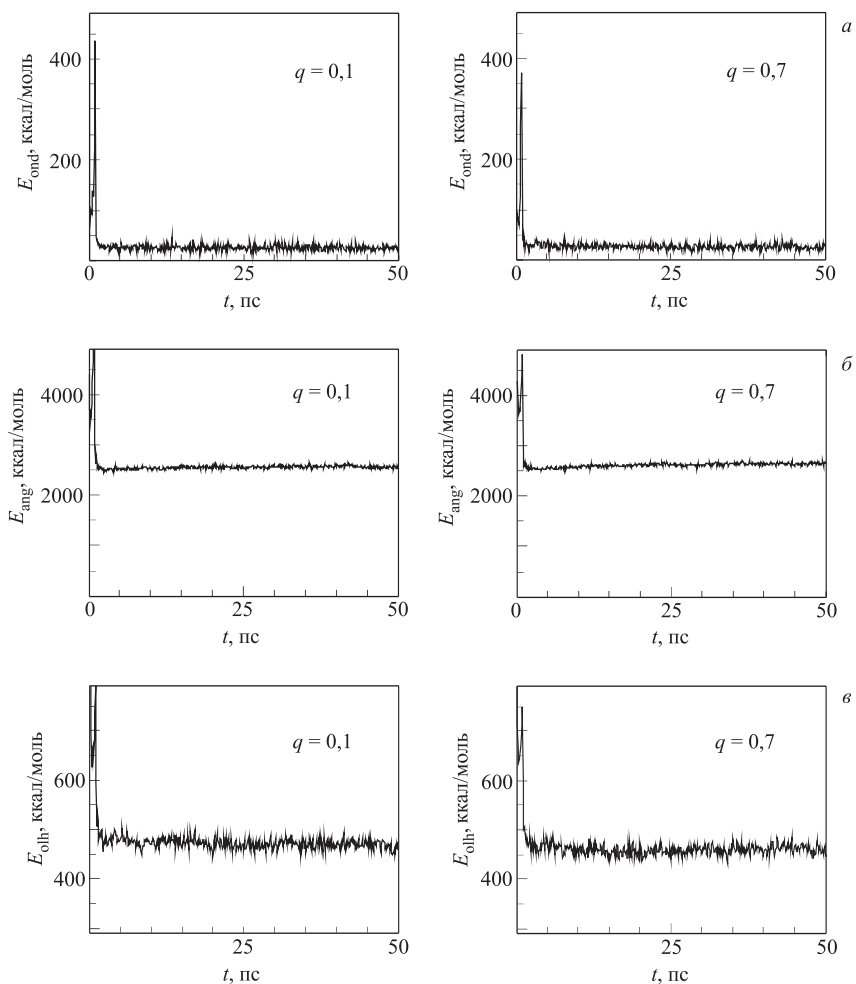 а
400
200
E_ond, ккал/моль
q = 0,1
0
25
50
t, пс
400
200
E_ond, ккал/моль
q = 0,7
0
25
50
t, пс
б
4000
2000
E_ang, ккал/моль
q = 0,1
0
25
50
t, пс
4000
2000
E_ang, ккал/моль
q = 0,7
0
25
50
t, пс
в
600
400
E_olh, ккал/моль
q = 0,1
25
50
t, пс
600
400
E_olh, ккал/моль
q = 0,7
25
50
t, пс